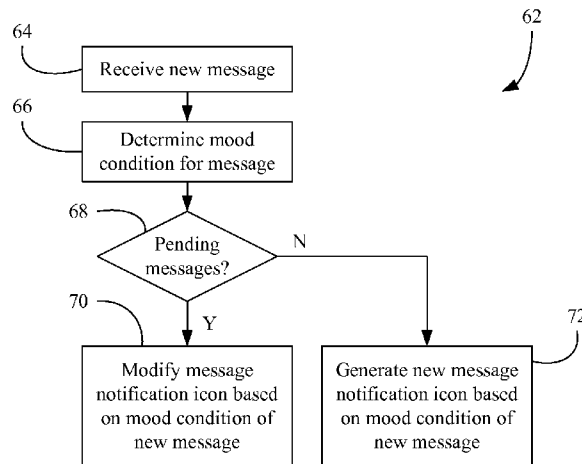 62
64
Receive new message
66
Determine mood
condition for message
68
Pending
messages?
N
Y
70
Modify message
notification icon based
on mood condition of
new message
72
Generate new message
notification icon based
on mood condition of
new message